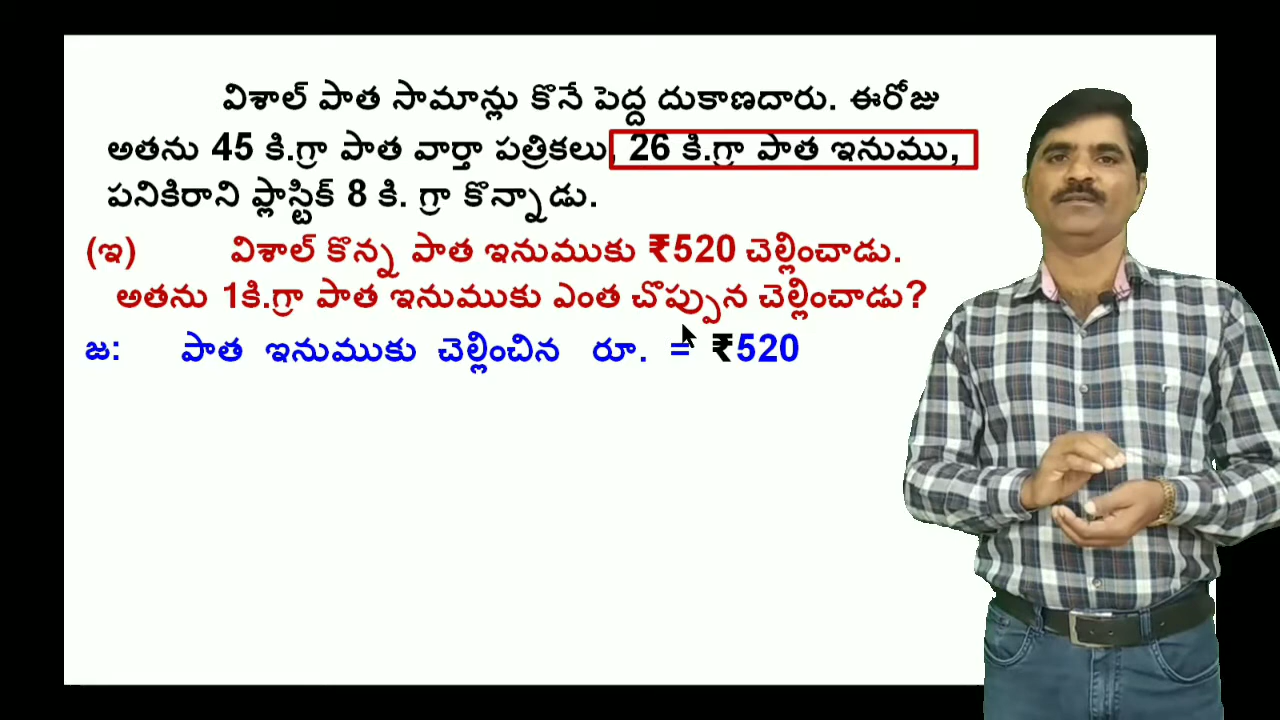 విశాల్ పాత సామాన్లు కొనే పెద్ద దుకాణదారు. ఈరోజు
అతను 45 కి.గ్రా పాత వార్తా పత్రికలు, 26 కి.గ్రా పాత ఇనుము,
పనికిరాని ప్లాస్టిక్ 8 కి. గ్రా కొన్నాడు.
(ఇ) విశాల్ కొన్న పాత ఇనుముకు ₹520 చెల్లించాడు.
అతను 1కి.గ్రా పాత ఇనుముకు ఎంత చొప్పున చెల్లించాడు?
జ: పాత ఇనుముకు చెల్లించిన రూ. = ₹520